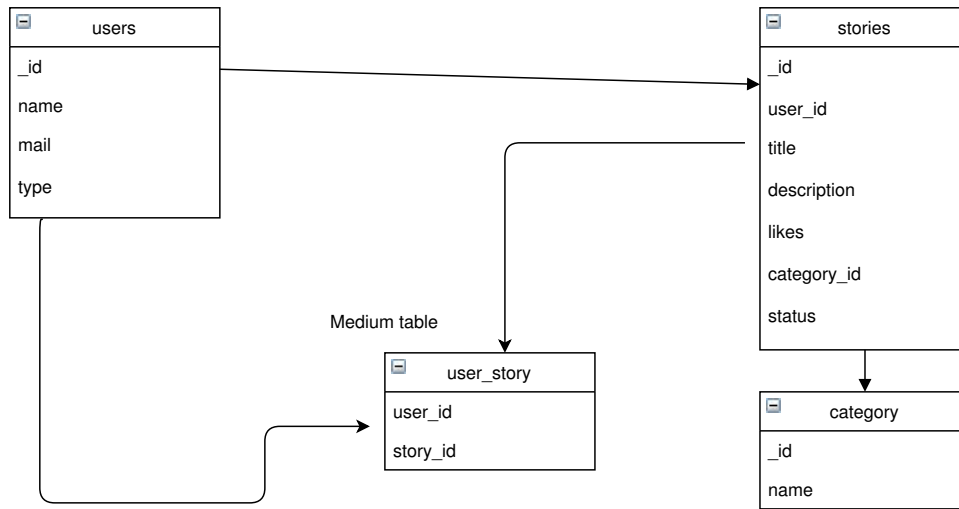 users
_id
name
mail
type
stories
_id
user_id
title
description
likes
category_id
status
Medium table
user_story
user_id
story_id
category
_id
name